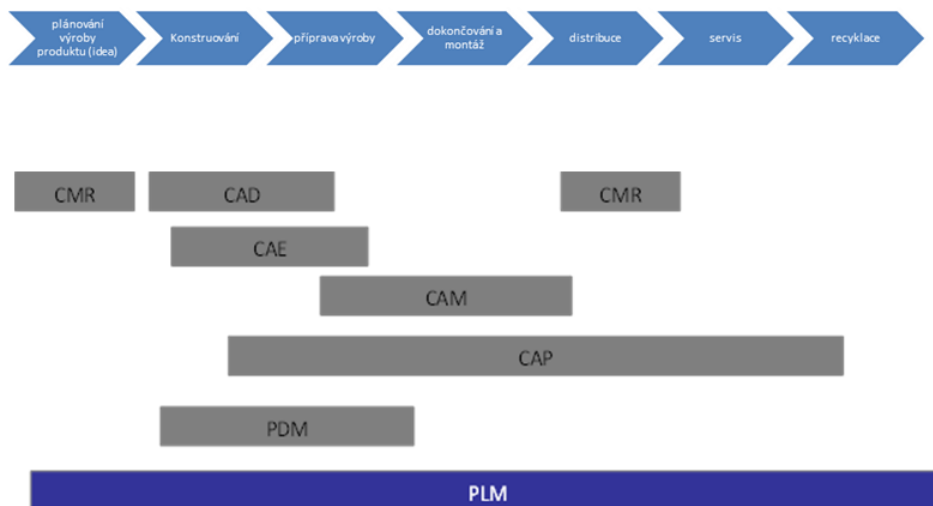 plánování
výroby
produktu (idea)
Konstruování
příprava výroby
dokončování a
montáž
distribuce
servis
recyklace
CMR
CAD
CMR
CAE
CAM
CAP
PDM
PLM